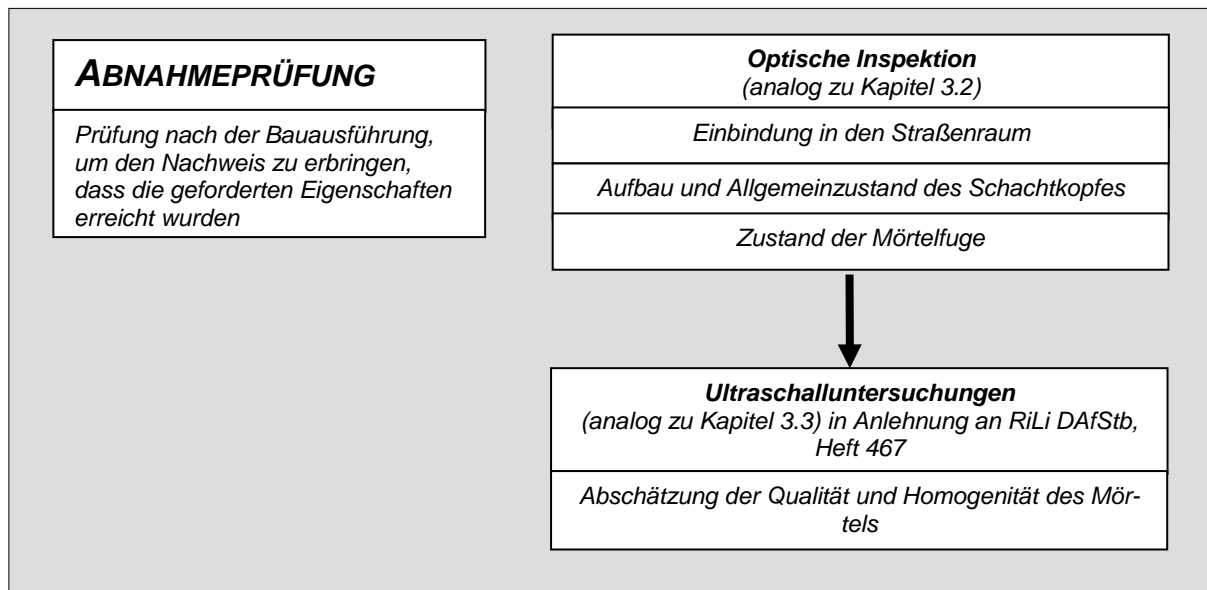 ABNAHMEPRÜFUNG
Prüfung nach der Bauausführung,
um den Nachweis zu erbringen,
dass die geforderten Eigenschaften
erreicht wurden
Optische Inspektion
(analog zu Kapitel 3.2)
Einbindung in den Straßenraum
Aufbau und Allgemeinzustand des Schachtkopfes
Zustand der Mörtelfuge
Ultraschalluntersuchungen
(analog zu Kapitel 3.3) in Anlehnung an RiLi DAfStb,
Heft 467
Abschätzung der Qualität und Homogenität des Mör-
tels